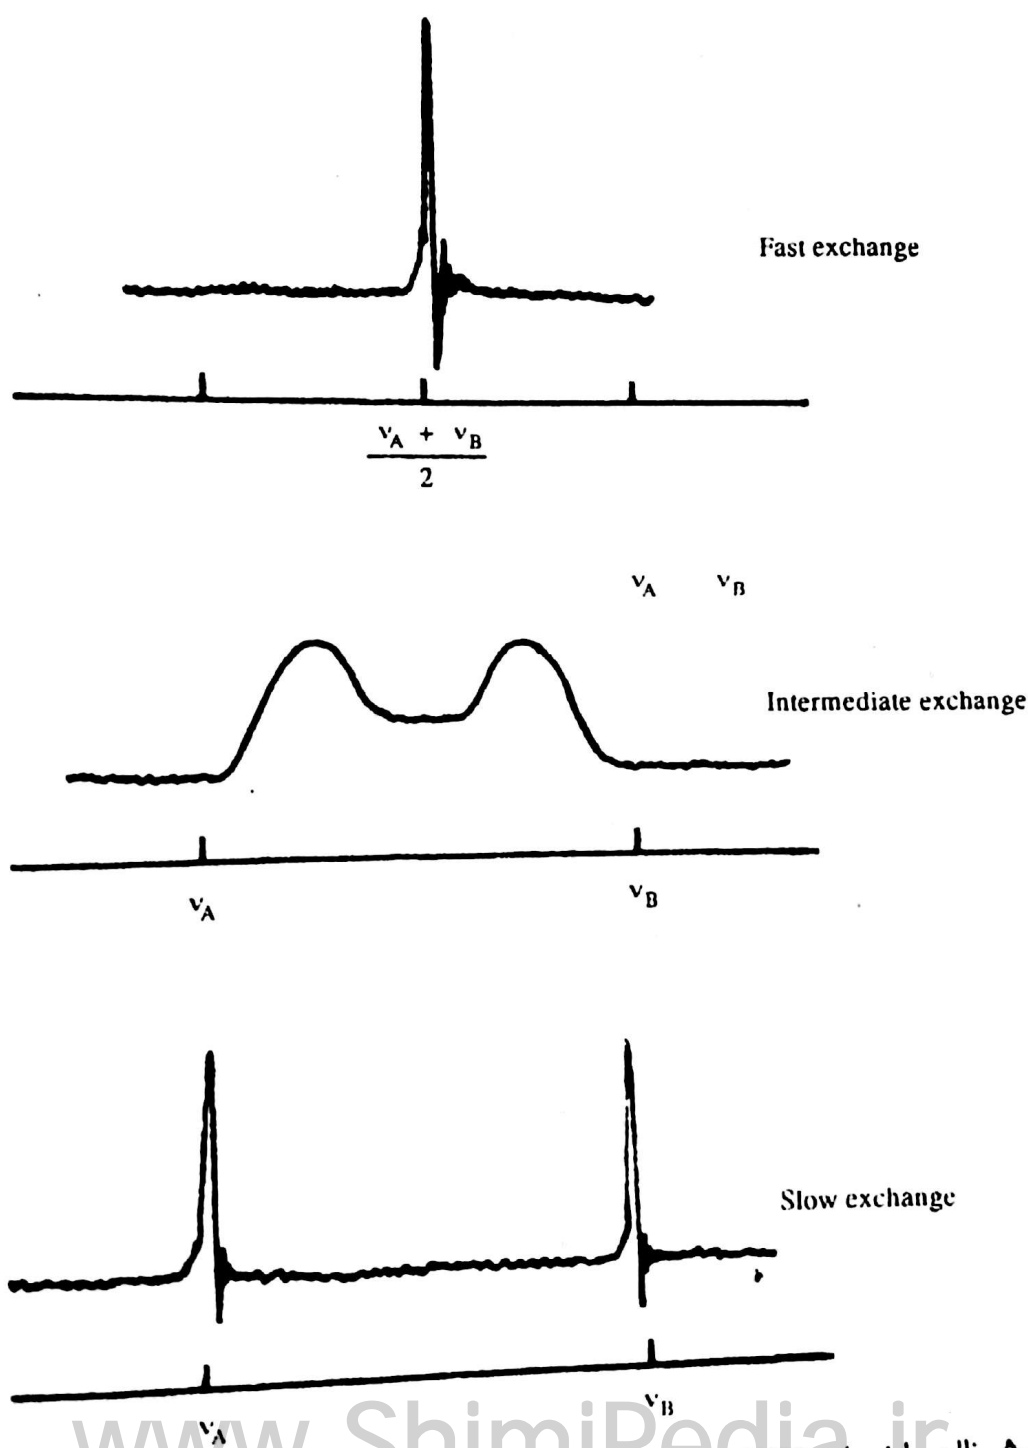 Fast exchange
νA + νB
2
νA νB
Intermediate exchange
νA νB
Slow exchange
νA νB
www.ShimiPedia.ir